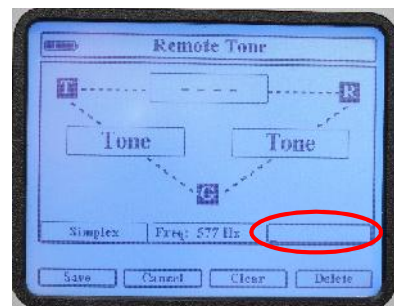 Remote Tone
T - - - - R
Tone Tone
G
Simplex Freq: 577 Hz
Save Cancel Clear Delete